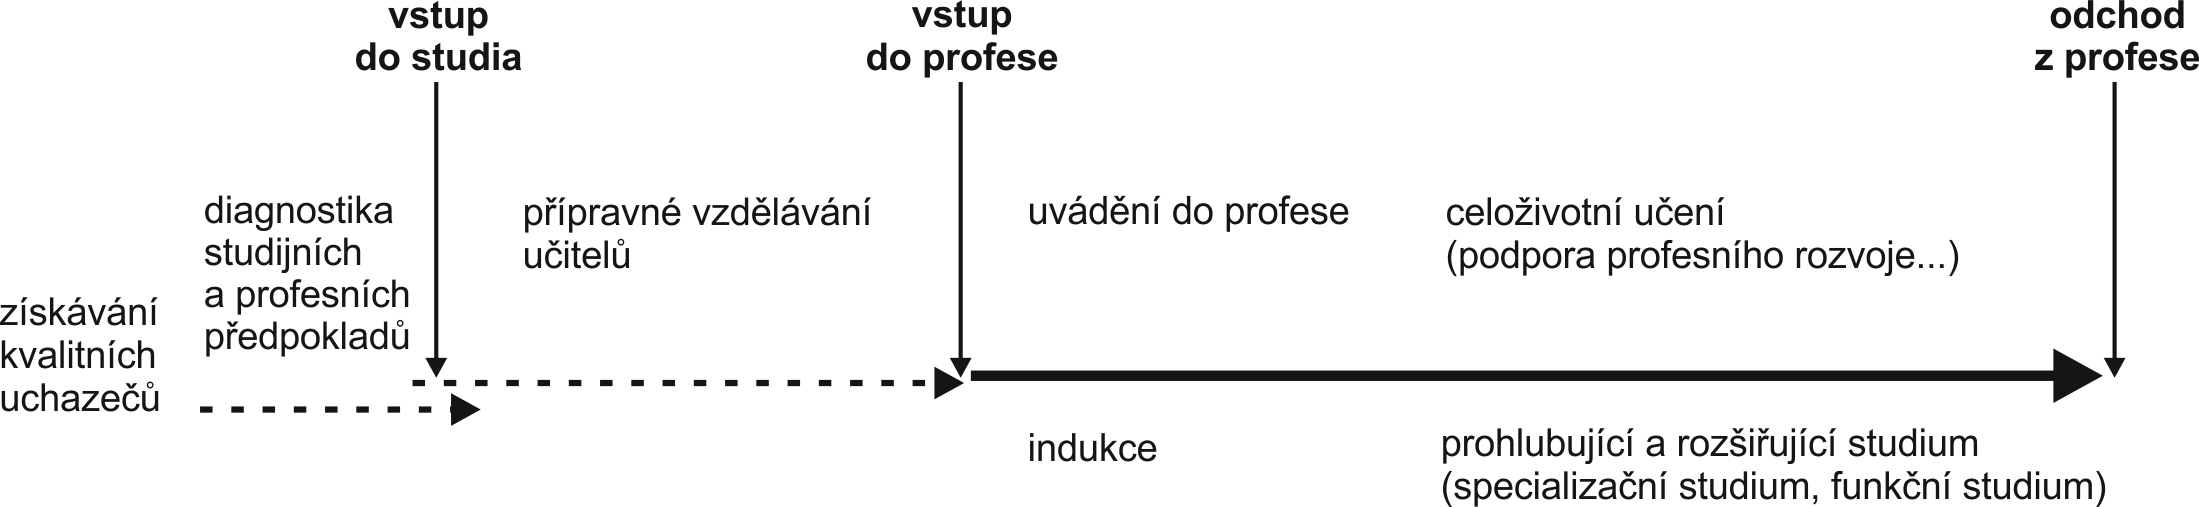 vstup
do studia
vstup
do profese
odchod
z profese
získávání
kvalitních
uchazečů
diagnostika
studijních
a profesních
předpokladů
přípravné vzdělávání
učitelů
uvádění do profese
celoživotní učení
(podpora profesního rozvoje...)
indukce
prohlubující a rozšiřující studium
(specializační studium, funkční studium)